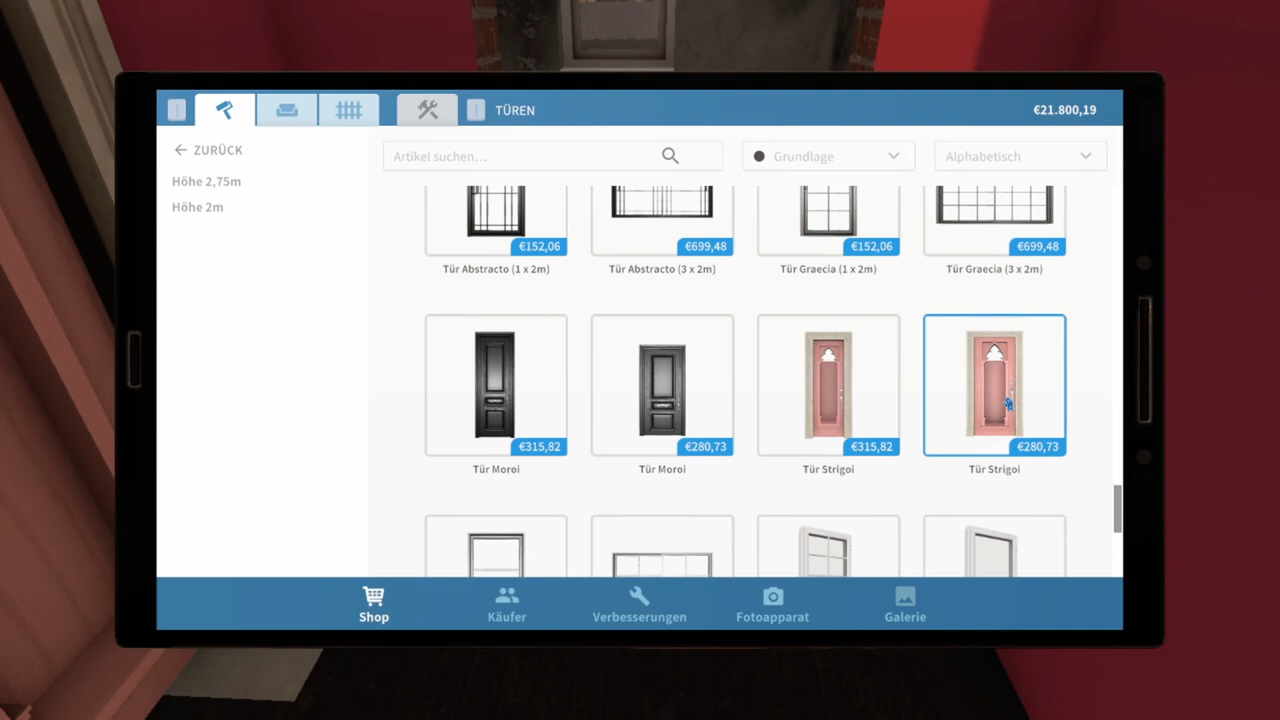 TÜREN
€21.800,19
ZURÜCK
Artikel suchen...
Grundlage
Alphabetisch
Höhe 2,75m
Höhe 2m
€152,06
€699,48
€152,06
€699,48
Tür Abstracto (1 x 2m)
Tür Abstracto (3 x 2m)
Tür Graecia (1 x 2m)
Tür Graecia (3 x 2m)
€315,82
€280,73
€315,82
€280,73
Tür Moroi
Tür Moroi
Tür Strigoi
Tür Strigoi
Shop
Käufer
Verbesserungen
Fotoapparat
Galerie